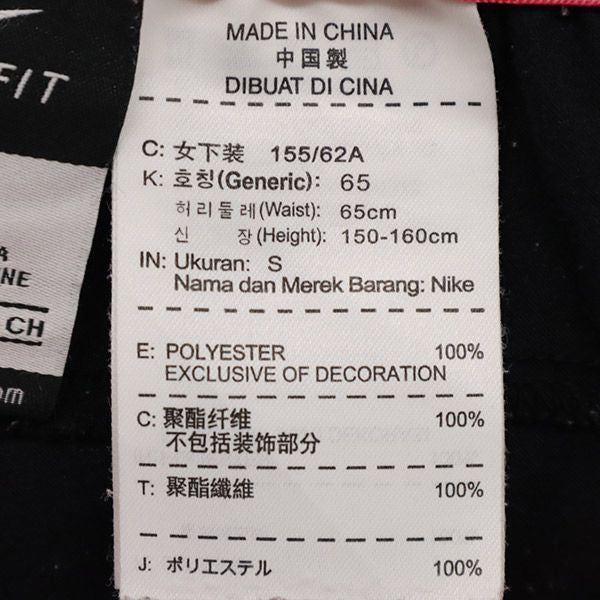 MADE IN CHINA
中国製
DIBUAT DI CINA
C: 女下装 155/62A
K: 호칭(Generic): 65
허리둘레(Waist): 65cm
신 장(Height): 150-160cm
IN: Ukuran: S
Nama dan Merek Barang: Nike
E: POLYESTER 100%
EXCLUSIVE OF DECORATION
C: 聚酯纤维 100%
不包括装饰部分
T: 聚酯纖維 100%
J: ポリエステル 100%
FIT
R
NE
CH
om